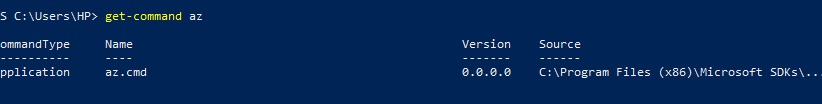 S C:\Users\HP> get-command az
ommandType Name Version Source
---------- ---- ------- ------
pplication az.cmd 0.0.0.0 C:\Program Files (x86)\Microsoft SDKs\...